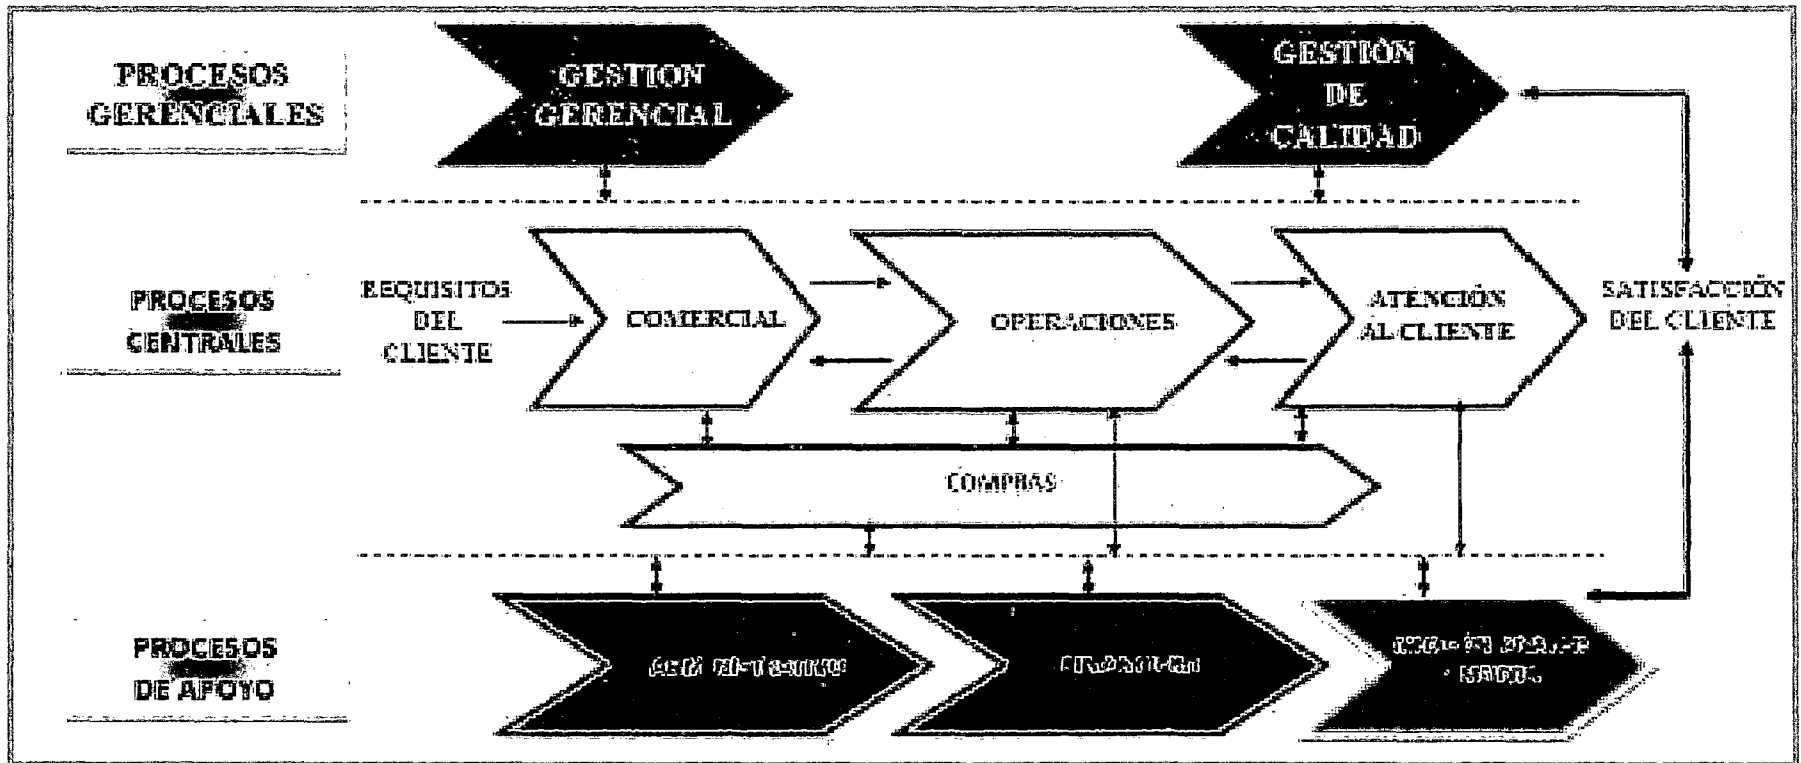 PROCESOS
GERENCIALES
GESTION
GERENCIAL
GESTIÓN
DE
CALIDAD
PROCESOS
CENTRALES
REQUISITOS
DEL
CLIENTE
COMERCIAL
OPERACIONES
ATENCIÓN
AL CLIENTE
SATISFACCIÓN
DEL CLIENTE
COMPRAS
PROCESOS
DE APOYO